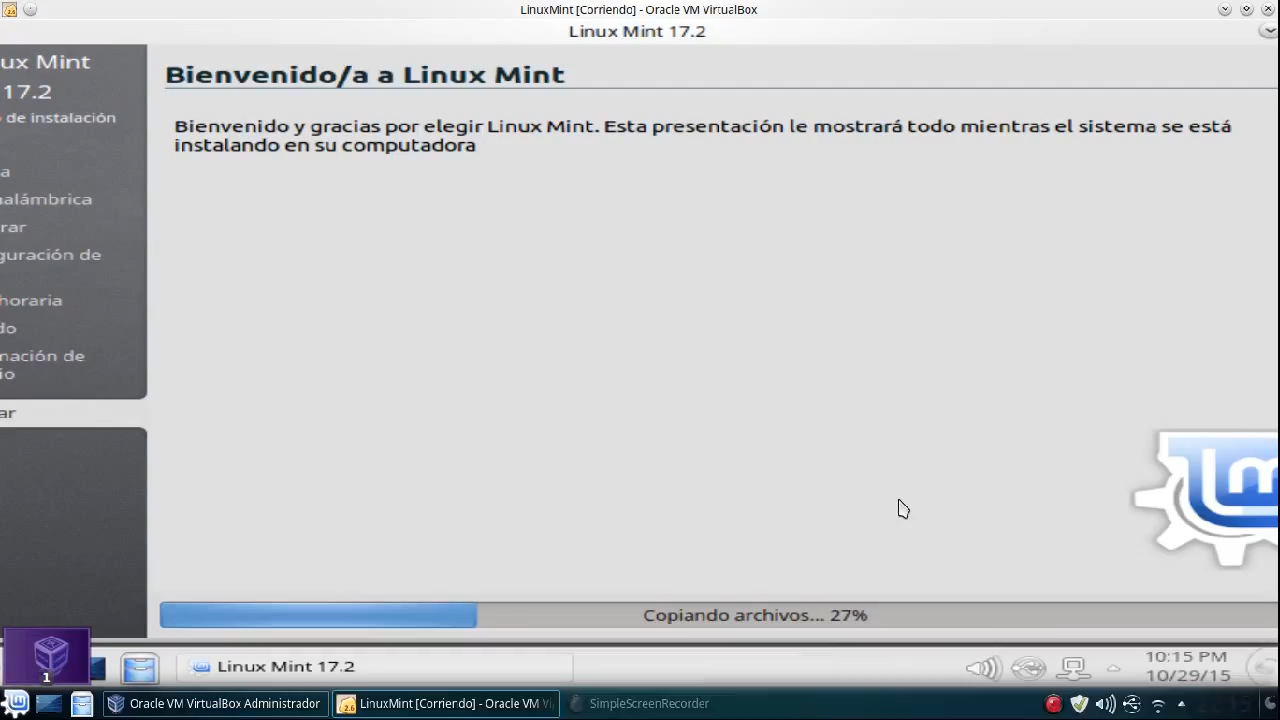 LinuxMint [Corriendo] - Oracle VM VirtualBox
Linux Mint 17.2
ux Mint
17.2
de instalación
a
nalámbrica
rar
guración de
horaria
do
mación de
io
ar
Bienvenido/a a Linux Mint
Bienvenido y gracias por elegir Linux Mint. Esta presentación le mostrará todo mientras el sistema se está
instalando en su computadora
Copiando archivos... 27%
1
Linux Mint 17.2
10:15 PM
10/29/15
Oracle VM VirtualBox Administrador
LinuxMint [Corriendo] - Oracle VM Vi
SimpleScreenRecorder